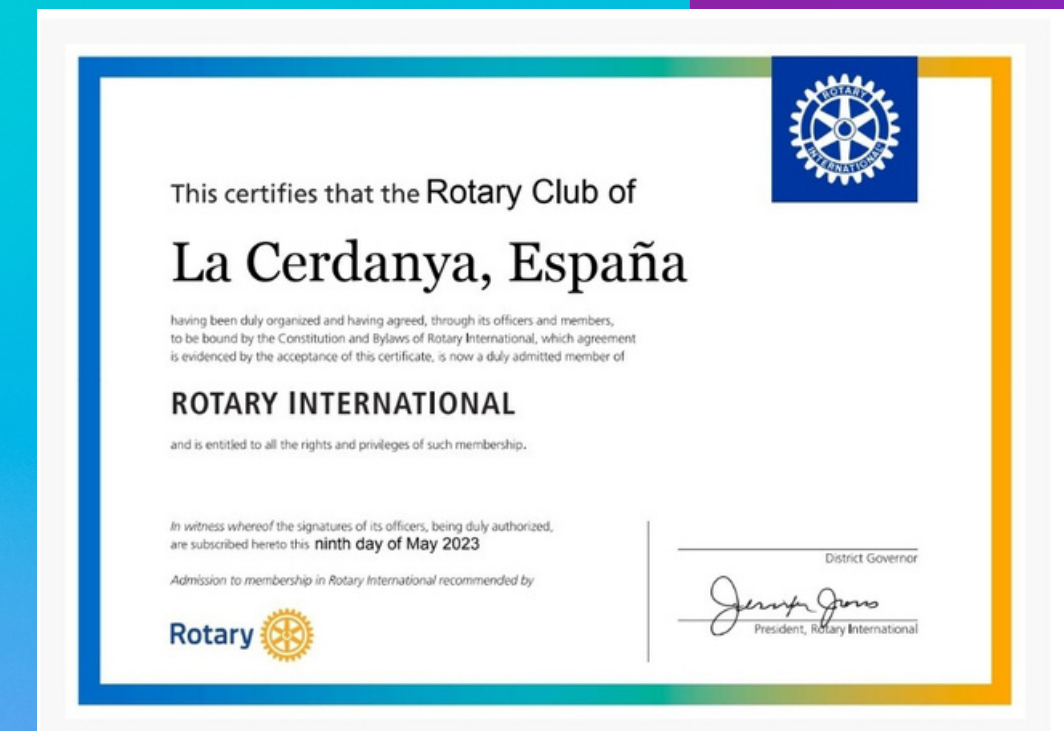 ROTARY
INTERNATIONAL
This certifies that the Rotary Club of
La Cerdanya, España
having been duly organized and having agreed, through its officers and members,
to be bound by the Constitution and Bylaws of Rotary International, which agreement
is evidenced by the acceptance of this certificate, is now a duly admitted member of
ROTARY INTERNATIONAL
and is entitled to all the rights and privileges of such membership.
In witness whereof the signatures of its officers, being duly authorized,
are subscribed hereto this ninth day of May 2023
Admission to membership in Rotary International recommended by
Rotary
District Governor
Jennifer Jones
President, Rotary International